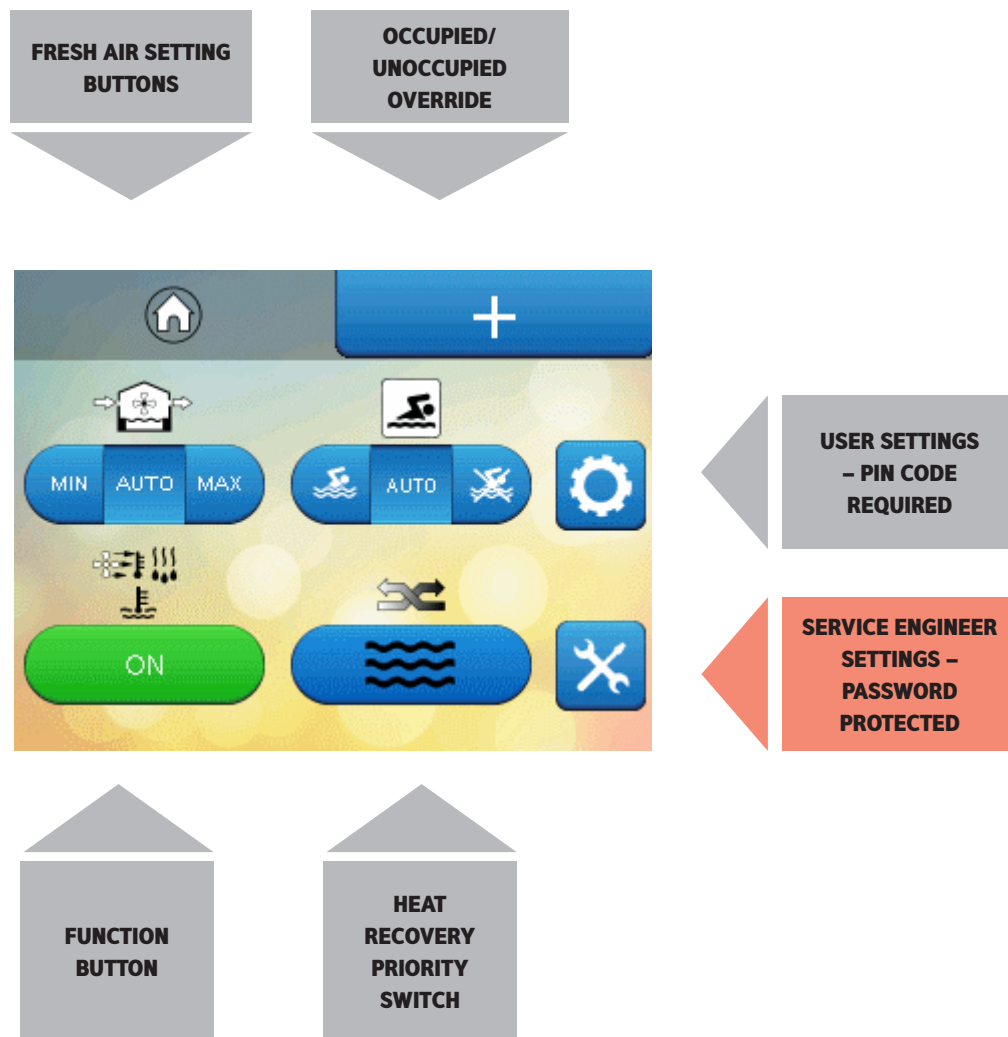 FRESH AIR SETTING
BUTTONS
OCCUPIED/
UNOCCUPIED
OVERRIDE
+
MIN AUTO MAX
AUTO
USER SETTINGS
– PIN CODE
REQUIRED
ON
SERVICE ENGINEER
SETTINGS –
PASSWORD
PROTECTED
FUNCTION
BUTTON
HEAT
RECOVERY
PRIORITY
SWITCH